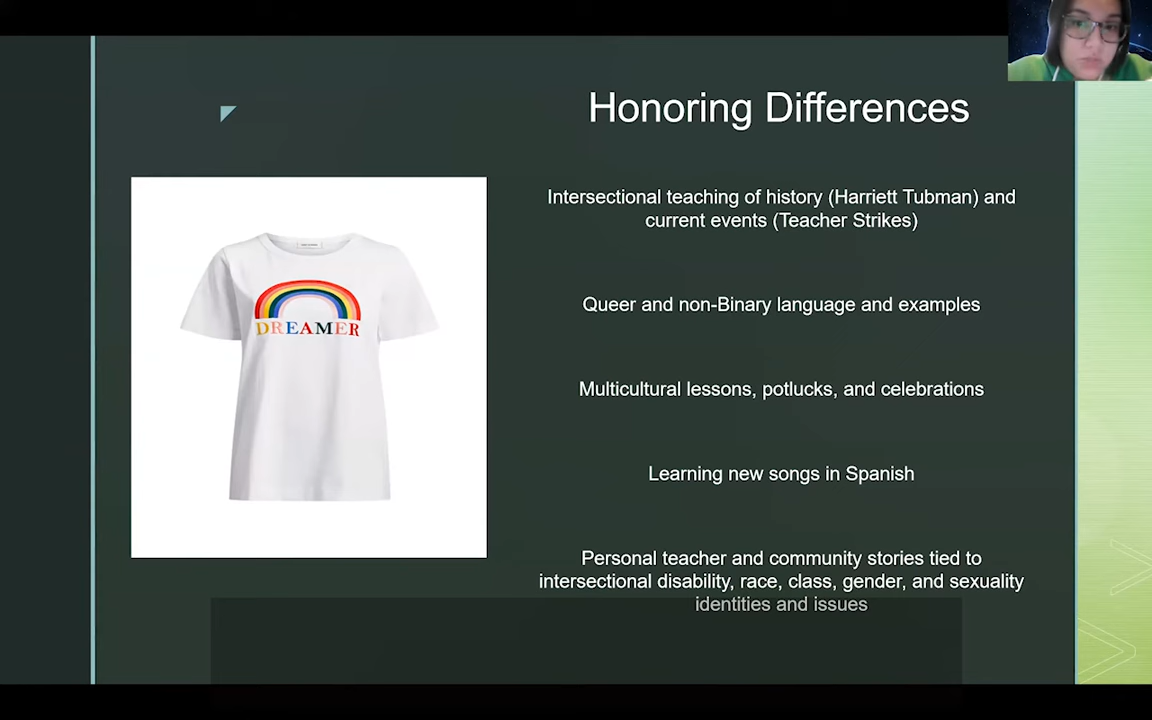 Honoring Differences
Intersectional teaching of history (Harriett Tubman) and
current events (Teacher Strikes)
DREAMER
Queer and non-Binary language and examples
Multicultural lessons, potlucks, and celebrations
Learning new songs in Spanish
Personal teacher and community stories tied to
intersectional disability, race, class, gender, and sexuality
identities and issues